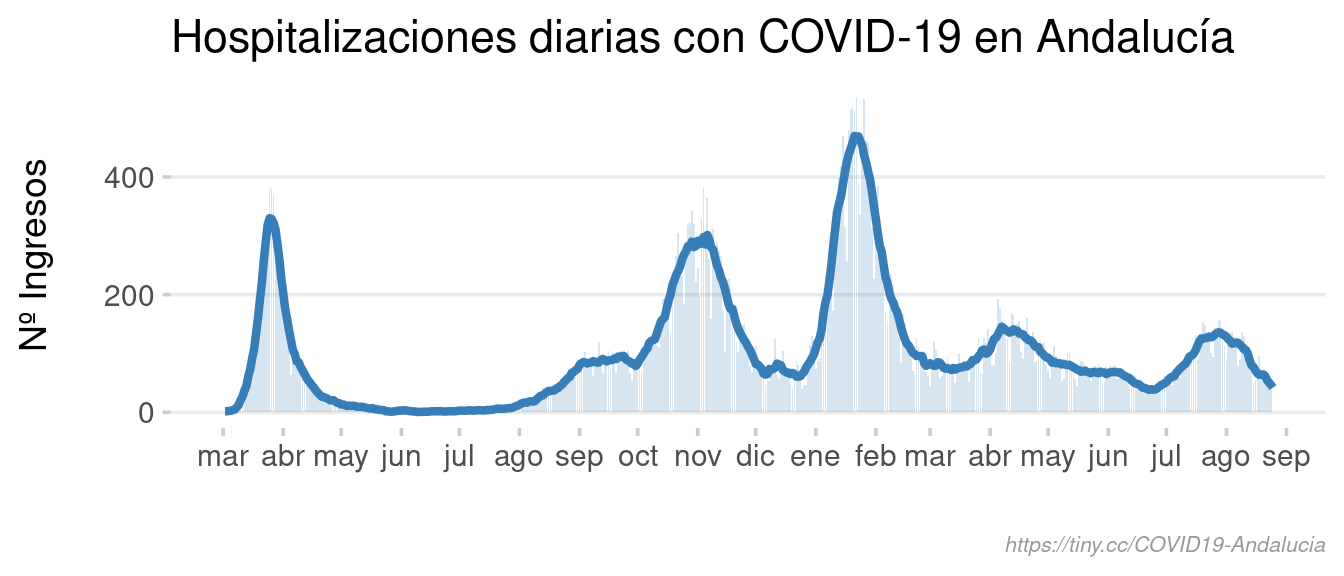 Hospitalizaciones diarias con COVID-19 en Andalucía
Nº Ingresos
400
200
0
mar abr may jun jul ago sep oct nov dic ene feb mar abr may jun jul ago sep
https://tiny.cc/COVID19-Andalucia